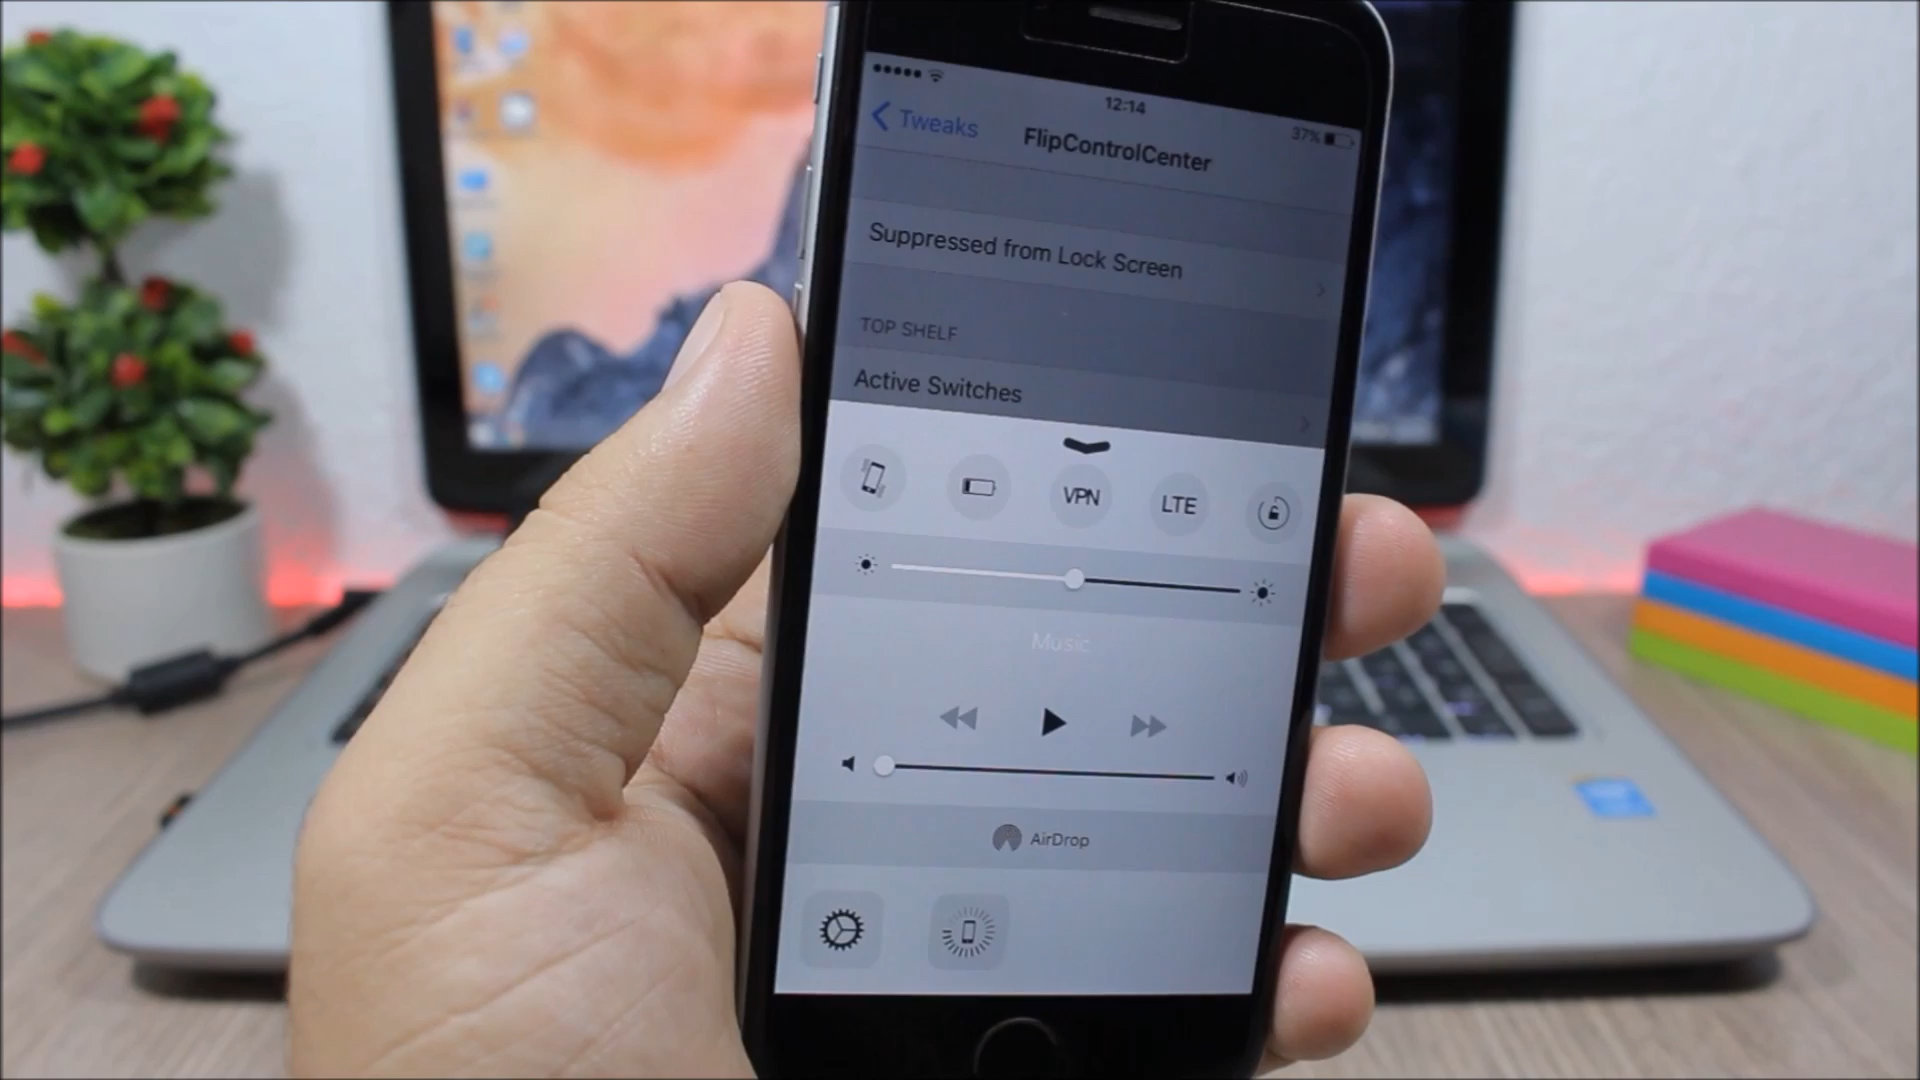 12:14
37%
Tweaks
FlipControlCenter
Suppressed from Lock Screen
TOP SHELF
Active Switches
VPN
LTE
Music
AirDrop